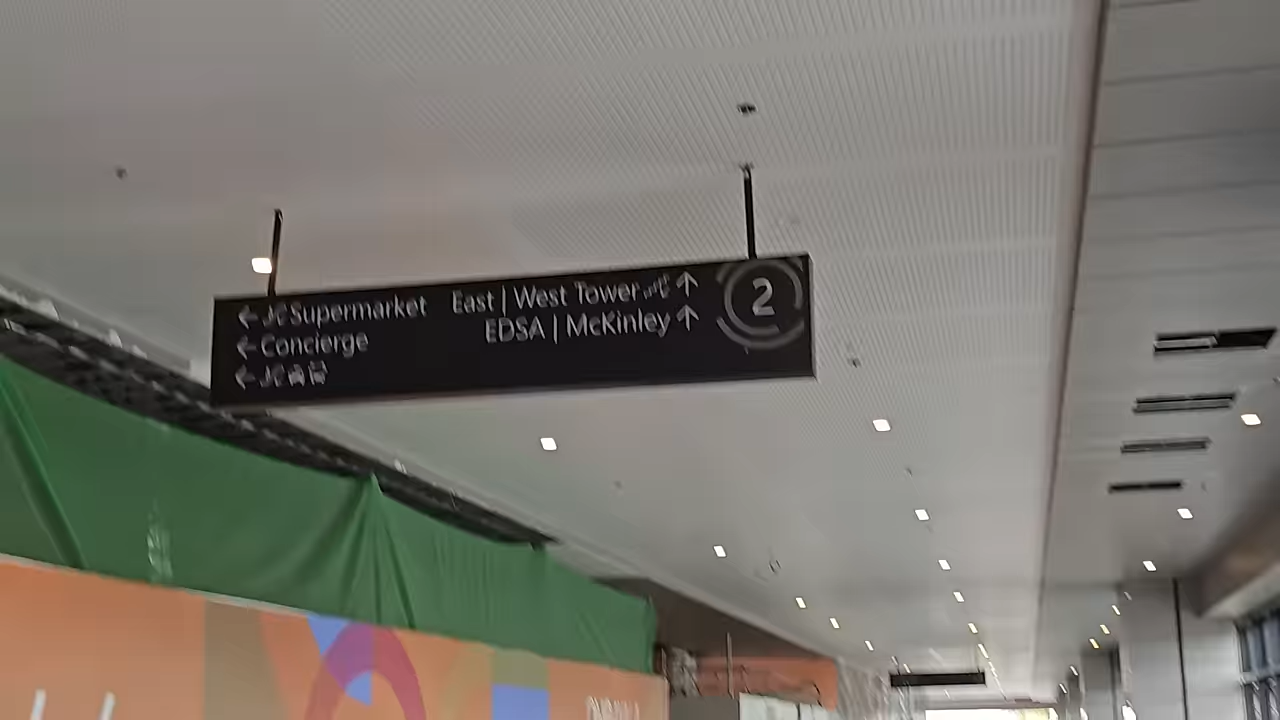 Supermarket
Concierge
East | West Tower
EDSA | McKinley
2